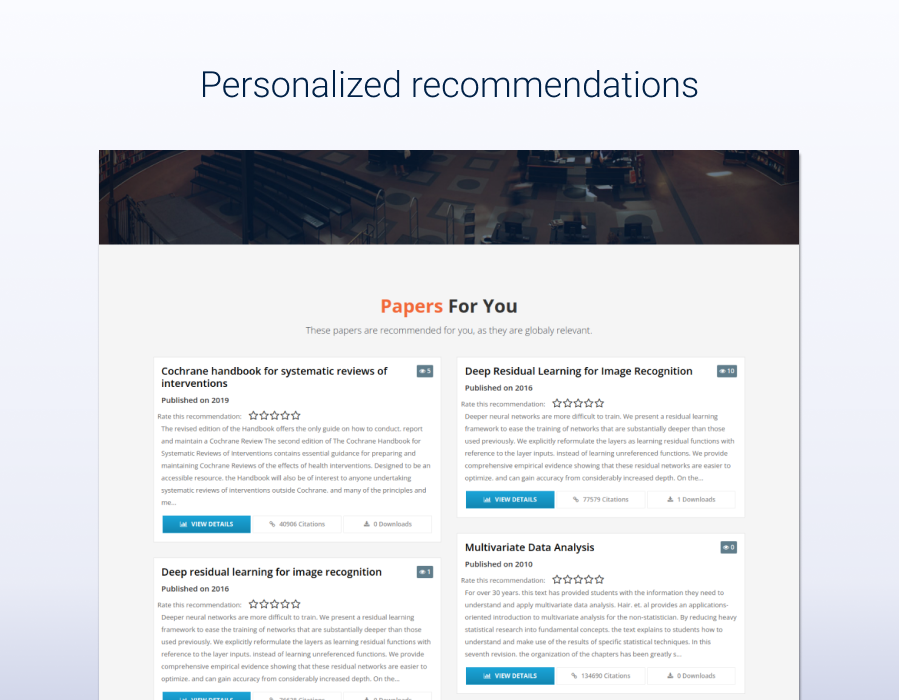 Personalized recommendations
Papers For You
These papers are recommended for you, as they are globaly relevant.
Cochrane handbook for systematic reviews of
interventions
5
Published on 2019
Rate this recommendation:
The revised edition of the Handbook offers the only guide on how to conduct, report
and maintain a Cochrane Review The second edition of The Cochrane Handbook for
Systematic Reviews of Interventions contains essential guidance for preparing and
maintaining Cochrane Reviews of the effects of health interventions. Designed to be an
accessible resource, the Handbook will also be of interest to anyone undertaking
systematic reviews of interventions outside Cochrane, and many of the principles and
me...
VIEW DETAILS
40906 Citations
0 Downloads
Deep residual learning for image recognition
1
Published on 2016
Rate this recommendation:
Deeper neural networks are more difficult to train. We present a residual learning
framework to ease the training of networks that are substantially deeper than those
used previously. We explicitly reformulate the layers as learning residual functions with
reference to the layer inputs, instead of learning unreferenced functions. We provide
comprehensive empirical evidence showing that these residual networks are easier to
optimize, and can gain accuracy from considerably increased depth. On the...
VIEW DETAILS
Citations
0 Downloads
Deep Residual Learning for Image Recognition
10
Published on 2016
Rate this recommendation:
Deeper neural networks are more difficult to train. We present a residual learning
framework to ease the training of networks that are substantially deeper than those
used previously. We explicitly reformulate the layers as learning residual functions with
reference to the layer inputs, instead of learning unreferenced functions. We provide
comprehensive empirical evidence showing that these residual networks are easier to
optimize, and can gain accuracy from considerably increased depth. On the...
VIEW DETAILS
77579 Citations
1 Downloads
Multivariate Data Analysis
0
Published on 2010
Rate this recommendation:
For over 30 years, this text has provided students with the information they need to
understand and apply multivariate data analysis. Hair, et. al provides an applications-
oriented introduction to multivariate analysis for the non-statistician. By reducing heavy
statistical research into fundamental concepts, the text explains to students how to
understand and make use of the results of specific statistical techniques. In this
seventh revision, the organization of the chapters has been greatly s...
VIEW DETAILS
134690 Citations
0 Downloads